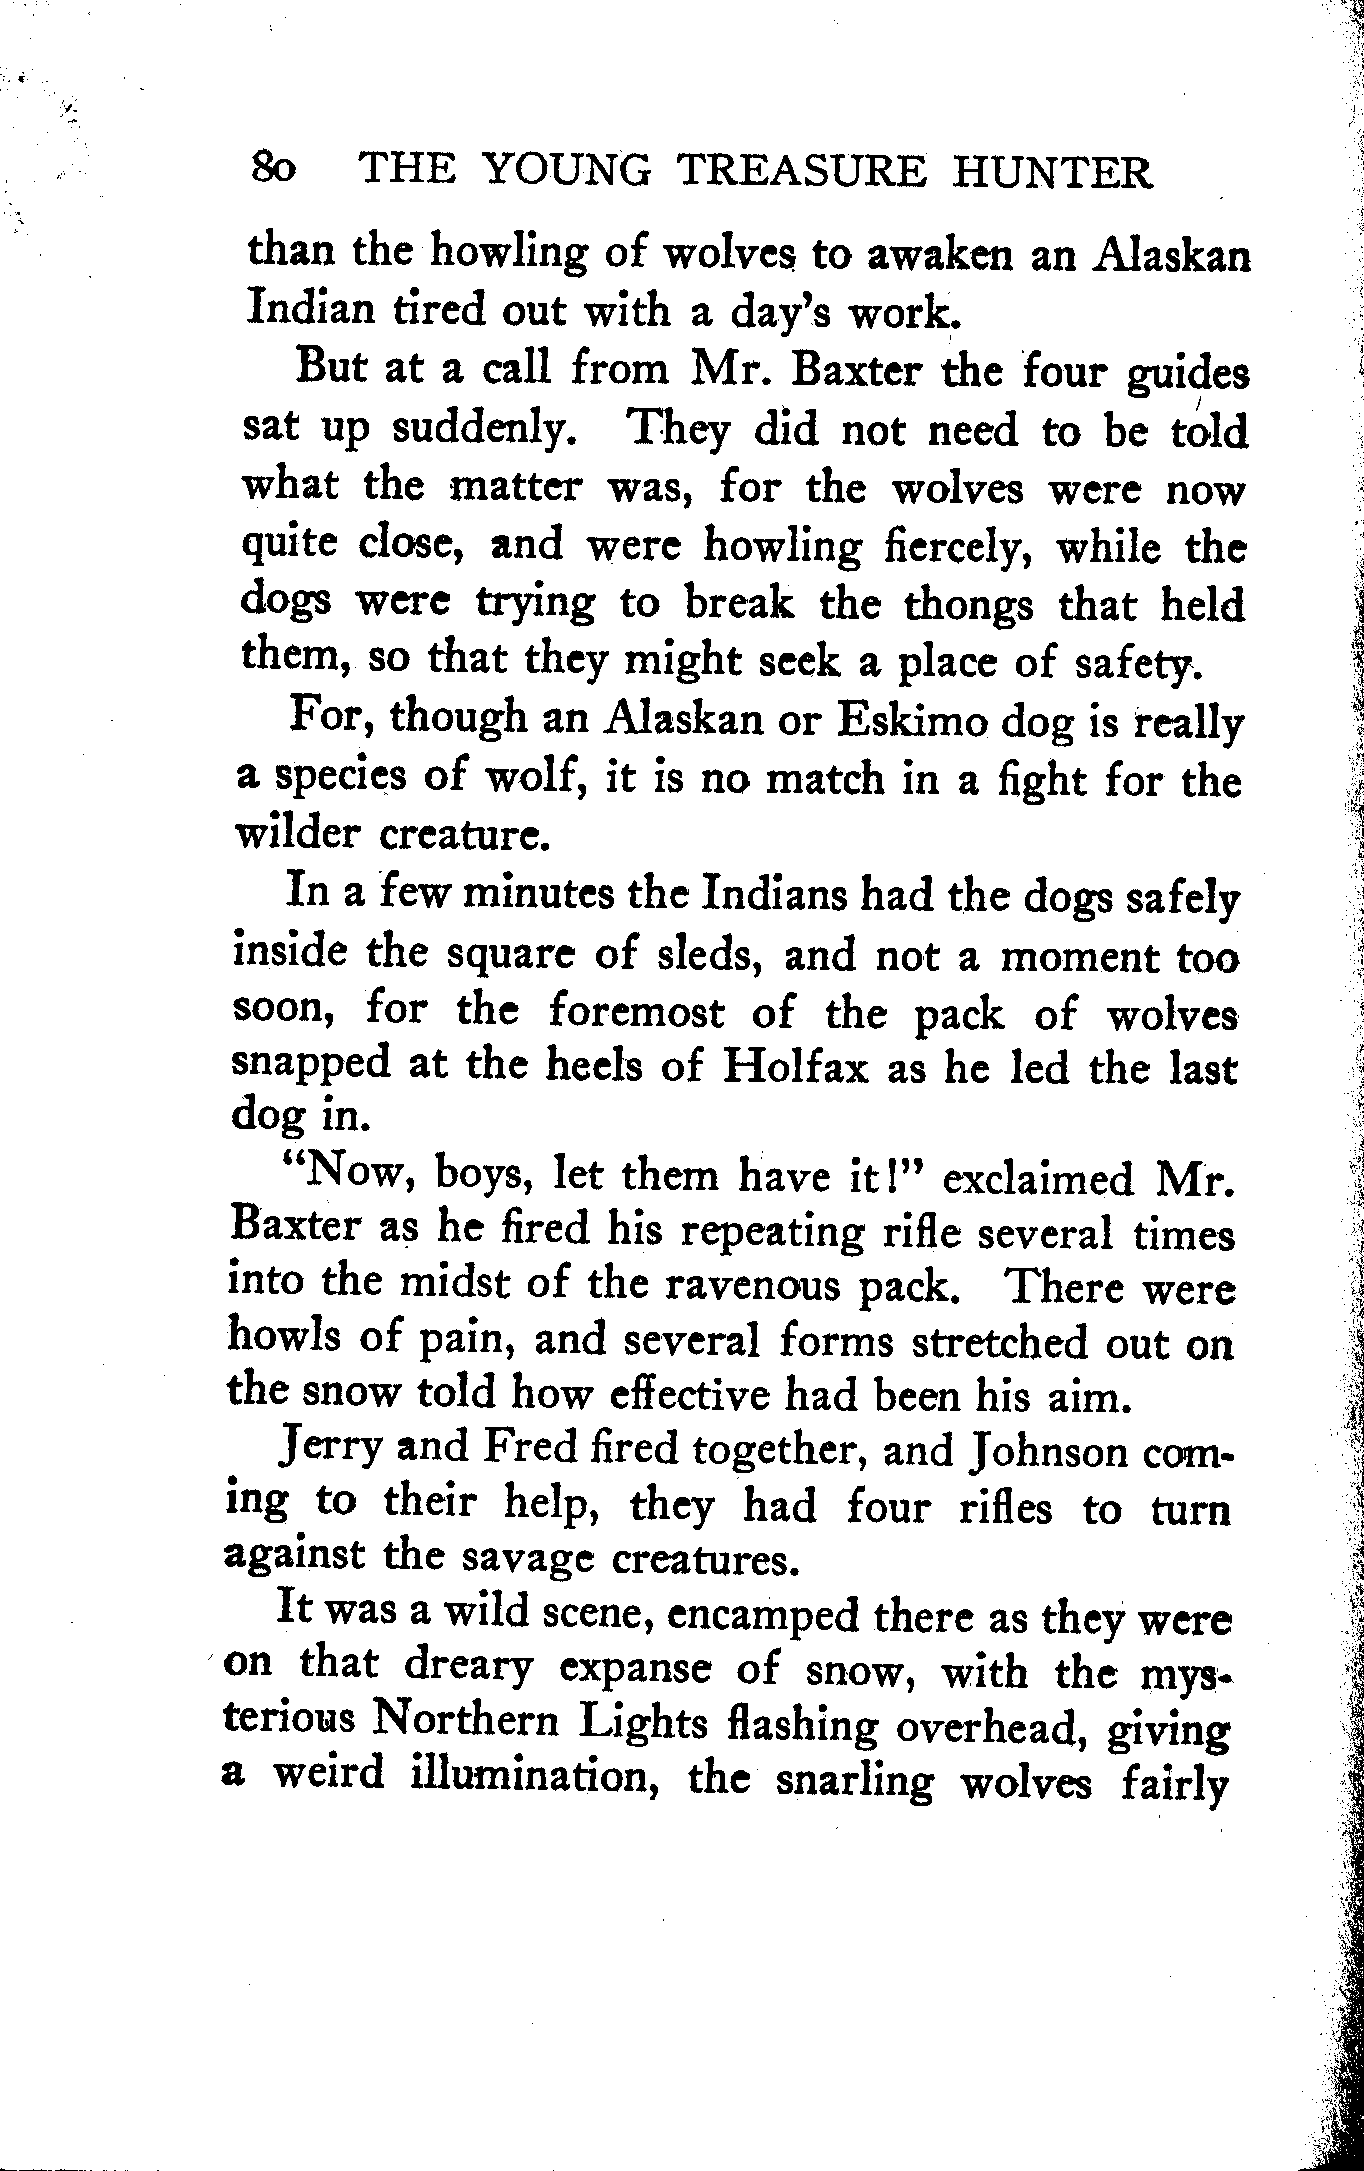 80 THE YOUNG TREASURE HUNTER
than the howling of wolves to awaken an Alaskan
Indian tired out with a day's work.
But at a call from Mr. Baxter the four guides
sat up suddenly. They did not need to be told
what the matter was, for the wolves were now
quite close, and were howling fiercely, while the
dogs were trying to break the thongs that held
them, so that they might seek a place of safety.
For, though an Alaskan or Eskimo dog is really
a species of wolf, it is no match in a fight for the
wilder creature.
In a few minutes the Indians had the dogs safely
inside the square of sleds, and not a moment too
soon, for the foremost of the pack of wolves
snapped at the heels of Holfax as he led the last
dog in.
“Now, boys, let them have it!” exclaimed Mr.
Baxter as he fired his repeating rifle several times
into the midst of the ravenous pack. There were
howls of pain, and several forms stretched out on
the snow told how effective had been his aim.
Jerry and Fred fired together, and Johnson com-
ing to their help, they had four rifles to turn
against the savage creatures.
It was a wild scene, encamped there as they were
on that dreary expanse of snow, with the mys-
terious Northern Lights flashing overhead, giving
a weird illumination, the snarling wolves fairly